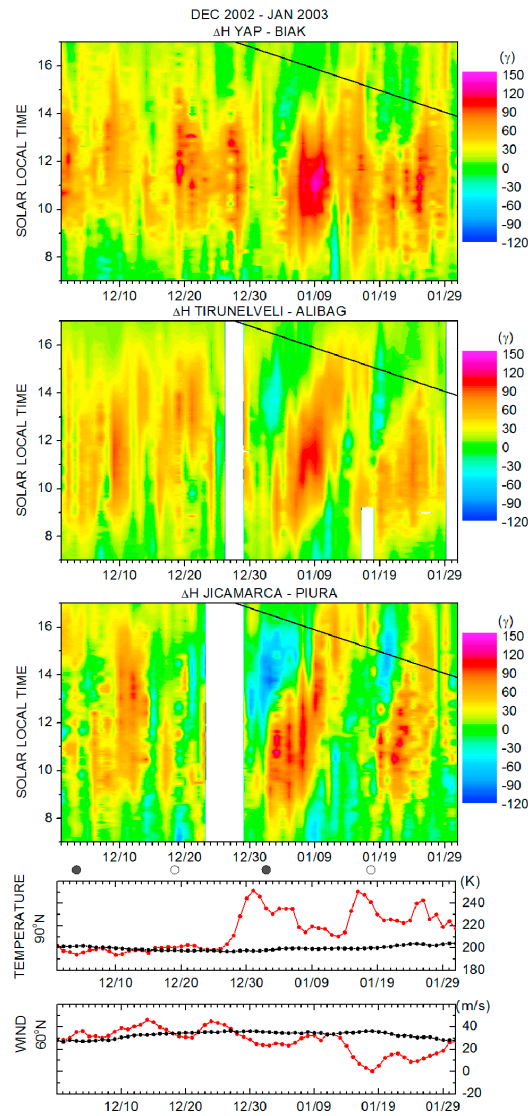 DEC 2002 - JAN 2003
ΔH YAP - BIAK
(γ)
SOLAR LOCAL TIME
16
14
12
10
8
12/10 12/20 12/30 01/09 01/19 01/29
150
120
90
60
30
0
-30
-60
-90
-120
ΔH TIRUNELVELI - ALIBAG
(γ)
SOLAR LOCAL TIME
16
14
12
10
8
12/10 12/20 12/30 01/09 01/19 01/29
150
120
90
60
30
0
-30
-60
-90
-120
ΔH JICAMARCA - PIURA
(γ)
SOLAR LOCAL TIME
16
14
12
10
8
12/10 12/20 12/30 01/09 01/19 01/29
150
120
90
60
30
0
-30
-60
-90
-120
TEMPERATURE
90°N
(K)
240
220
200
180
12/10 12/20 12/30 01/09 01/19 01/29
WIND
60°N
(m/s)
40
20
0
-20
12/10 12/20 12/30 01/09 01/19 01/29